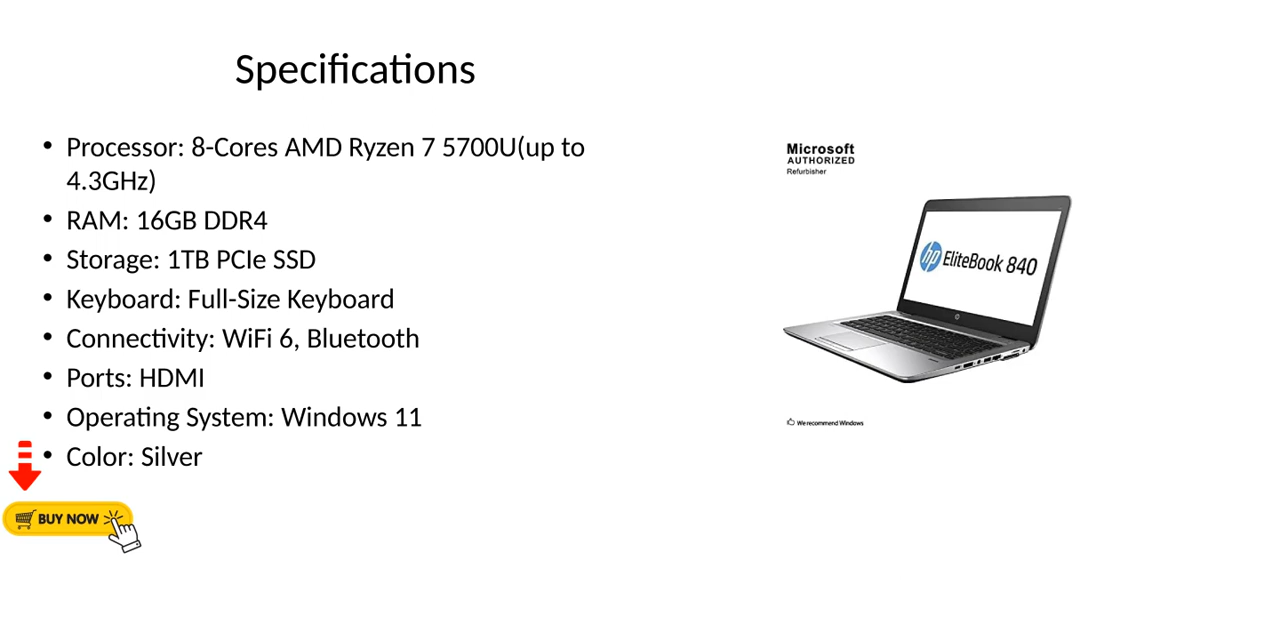 Specifications
• Processor: 8-Cores AMD Ryzen 7 5700U(up to
4.3GHz)
• RAM: 16GB DDR4
• Storage: 1TB PCIe SSD
• Keyboard: Full-Size Keyboard
• Connectivity: WiFi 6, Bluetooth
• Ports: HDMI
• Operating System: Windows 11
• Color: Silver
BUY NOW
Microsoft
AUTHORIZED
Refurbisher
hp EliteBook 840
We recommend Windows